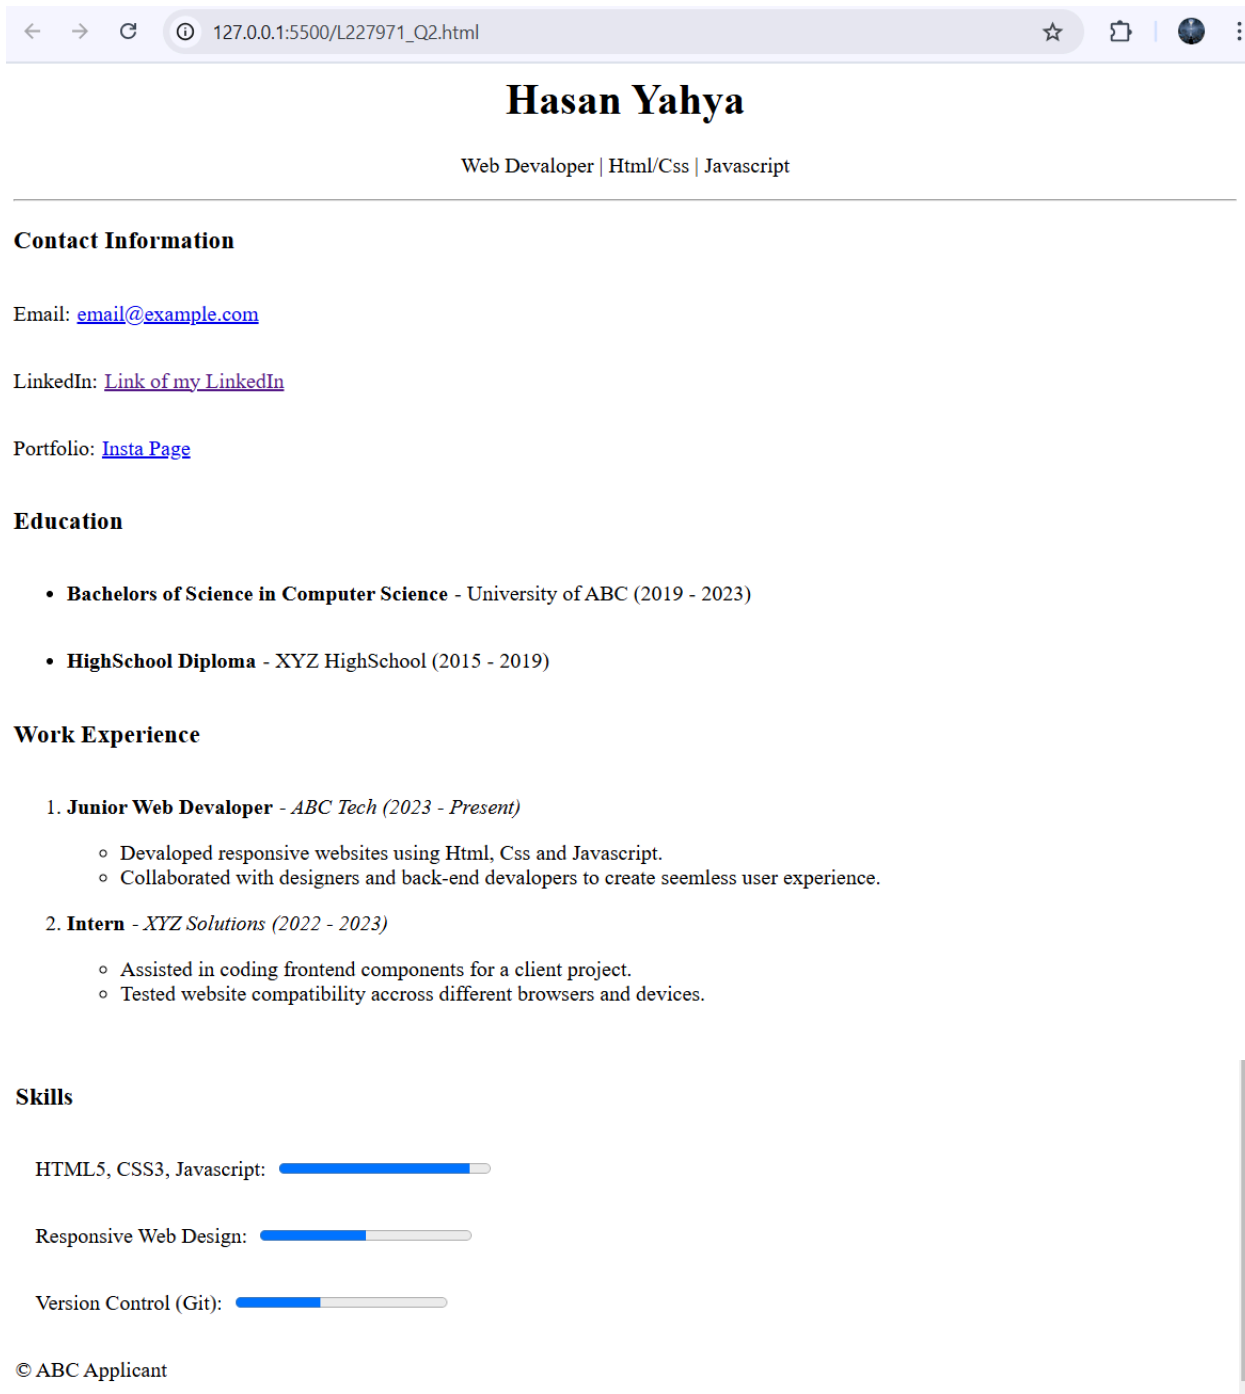 127.0.0.1:5500/L227971_Q2.html
Hasan Yahya
Web Devaloper | Html/Css | Javascript
Contact Information
Email: email@example.com
LinkedIn: Link of my LinkedIn
Portfolio: Insta Page
Education
• Bachelors of Science in Computer Science - University of ABC (2019 - 2023)
• HighSchool Diploma - XYZ HighSchool (2015 - 2019)
Work Experience
1. Junior Web Devaloper - ABC Tech (2023 - Present)
◦ Devaloped responsive websites using Html, Css and Javascript.
◦ Collaborated with designers and back-end devalopers to create seemless user experience.
2. Intern - XYZ Solutions (2022 - 2023)
◦ Assisted in coding frontend components for a client project.
◦ Tested website compatibility accross different browsers and devices.
Skills
HTML5, CSS3, Javascript:
Responsive Web Design:
Version Control (Git):
© ABC Applicant